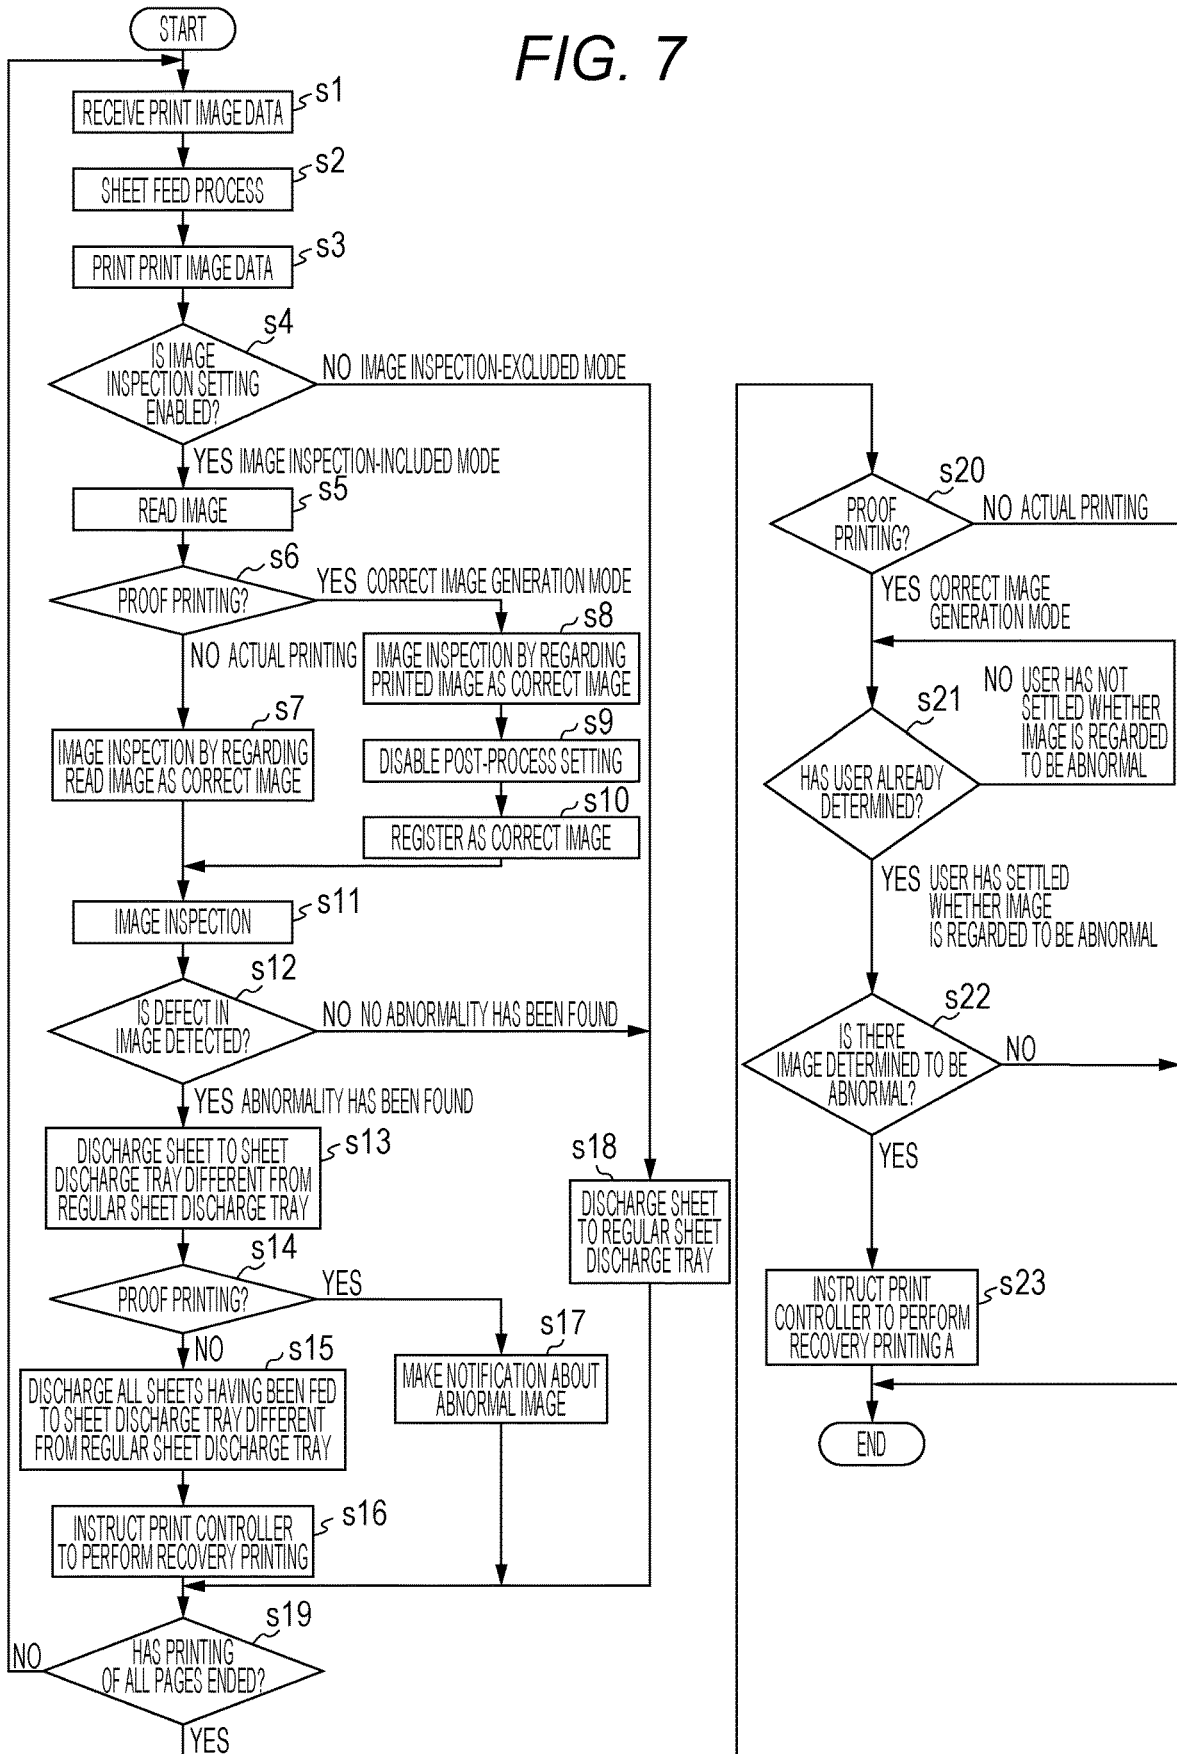 FIG. 7
START
s1
RECEIVE PRINT IMAGE DATA
s2
SHEET FEED PROCESS
s3
PRINT PRINT IMAGE DATA
s4
IS IMAGE
INSPECTION SETTING
ENABLED?
NO IMAGE INSPECTION-EXCLUDED MODE
YES IMAGE INSPECTION-INCLUDED MODE
s5
READ IMAGE
s6
PROOF PRINTING?
YES CORRECT IMAGE GENERATION MODE
NO ACTUAL PRINTING
s8
IMAGE INSPECTION BY REGARDING
PRINTED IMAGE AS CORRECT IMAGE
s7
IMAGE INSPECTION BY REGARDING
READ IMAGE AS CORRECT IMAGE
s9
DISABLE POST-PROCESS SETTING
s10
REGISTER AS CORRECT IMAGE
s11
IMAGE INSPECTION
s12
IS DEFECT IN
IMAGE DETECTED?
NO NO ABNORMALITY HAS BEEN FOUND
YES ABNORMALITY HAS BEEN FOUND
s13
DISCHARGE SHEET TO SHEET
DISCHARGE TRAY DIFFERENT FROM
REGULAR SHEET DISCHARGE TRAY
s18
DISCHARGE SHEET
TO REGULAR SHEET
DISCHARGE TRAY
s14
PROOF PRINTING?
YES
NO
s15
DISCHARGE ALL SHEETS HAVING BEEN FED
TO SHEET DISCHARGE TRAY DIFFERENT
FROM REGULAR SHEET DISCHARGE TRAY
s17
MAKE NOTIFICATION ABOUT
ABNORMAL IMAGE
s16
INSTRUCT PRINT CONTROLLER
TO PERFORM RECOVERY PRINTING
s19
HAS PRINTING
OF ALL PAGES ENDED?
NO
YES
s20
PROOF
PRINTING?
NO ACTUAL PRINTING
YES CORRECT IMAGE
GENERATION MODE
s21
HAS USER ALREADY
DETERMINED?
NO USER HAS NOT
SETTLED WHETHER
IMAGE IS REGARDED
TO BE ABNORMAL
YES USER HAS SETTLED
WHETHER IMAGE
IS REGARDED TO BE ABNORMAL
s22
IS THERE
IMAGE DETERMINED TO BE
ABNORMAL?
NO
YES
s23
INSTRUCT PRINT
CONTROLLER TO PERFORM
RECOVERY PRINTING A
END